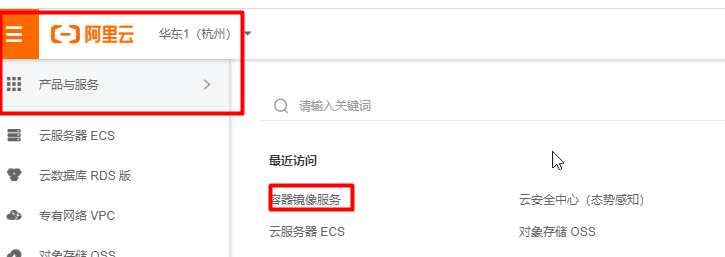 阿里云 华东1（杭州）
产品与服务
请输入关键词
云服务器 ECS
云数据库 RDS 版
专有网络 VPC
对象存储 OSS
最近访问
容器镜像服务 云安全中心（态势感知）
云服务器 ECS 对象存储 OSS